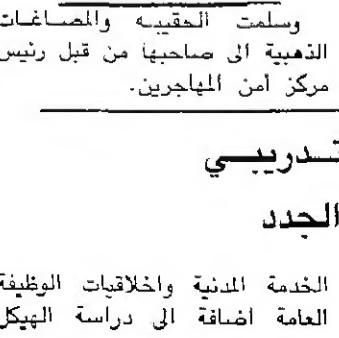 وسلمت الحقيبه والمصاغات
الذهبية الى صاحبها من قبل رئيس
مركز أمن المهاجرين.
تدريبي
الجدد
الخدمة المدنية واخلاقيات الوظيفة
العامة اضافة الى دراسة الهيكل